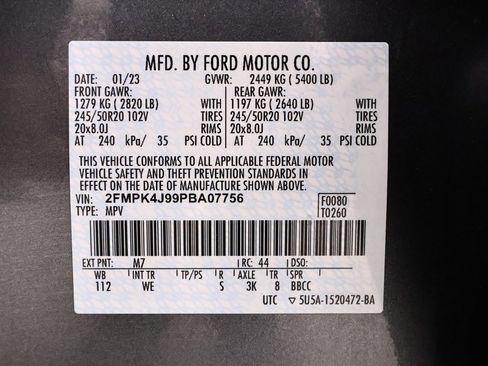 MFD. BY FORD MOTOR CO.
DATE: 01/23 GVWR: 2449 KG ( 5400 LB)
FRONT GAWR: REAR GAWR:
1279 KG ( 2820 LB) WITH 1197 KG ( 2640 LB) WITH
245/50R20 102V TIRES 245/50R20 102V TIRES
20x8.0J RIMS 20x8.0J RIMS
AT 240 kPa/ 35 PSI COLD AT 240 kPa/ 35 PSI COLD
THIS VEHICLE CONFORMS TO ALL APPLICABLE FEDERAL MOTOR
VEHICLE SAFETY AND THEFT PREVENTION STANDARDS IN
EFFECT ON THE DATE OF MANUFACTURE SHOWN ABOVE.
VIN: 2FMPK4J99PBA07756 F0080
TYPE: MPV T0260
EXT PNT: M7 RC: 44 DSO:
WB INT TR TP/PS R AXLE TR SPR
112 WE S 3K 8 BBCC
UTC ▽5U5A-1520472-BA